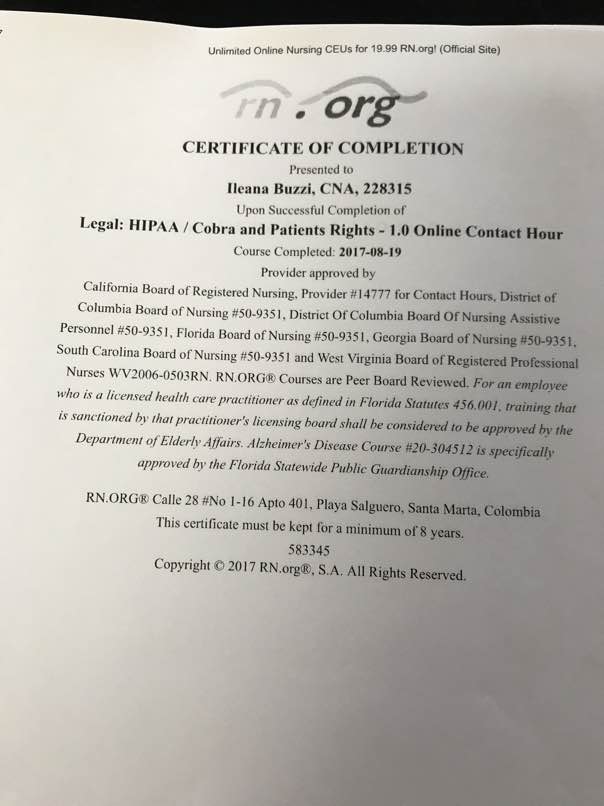 Unlimited Online Nursing CEUs for 19.99 RN.org! (Official Site)
rn.org
CERTIFICATE OF COMPLETION
Presented to
Ileana Buzzi, CNA, 228315
Upon Successful Completion of
Legal: HIPAA / Cobra and Patients Rights - 1.0 Online Contact Hour
Course Completed: 2017-08-19
Provider approved by
California Board of Registered Nursing, Provider #14777 for Contact Hours, District of
Columbia Board of Nursing #50-9351, District Of Columbia Board Of Nursing Assistive
Personnel #50-9351, Florida Board of Nursing #50-9351, Georgia Board of Nursing #50-9351,
South Carolina Board of Nursing #50-9351 and West Virginia Board of Registered Professional
Nurses WV2006-0503RN. RN.ORG® Courses are Peer Board Reviewed. For an employee
who is a licensed health care practitioner as defined in Florida Statutes 456.001, training that
is sanctioned by that practitioner's licensing board shall be considered to be approved by the
Department of Elderly Affairs. Alzheimer's Disease Course #20-304512 is specifically
approved by the Florida Statewide Public Guardianship Office.
RN.ORG® Calle 28 #No 1-16 Apto 401, Playa Salguero, Santa Marta, Colombia
This certificate must be kept for a minimum of 8 years.
583345
Copyright © 2017 RN.org®, S.A. All Rights Reserved.